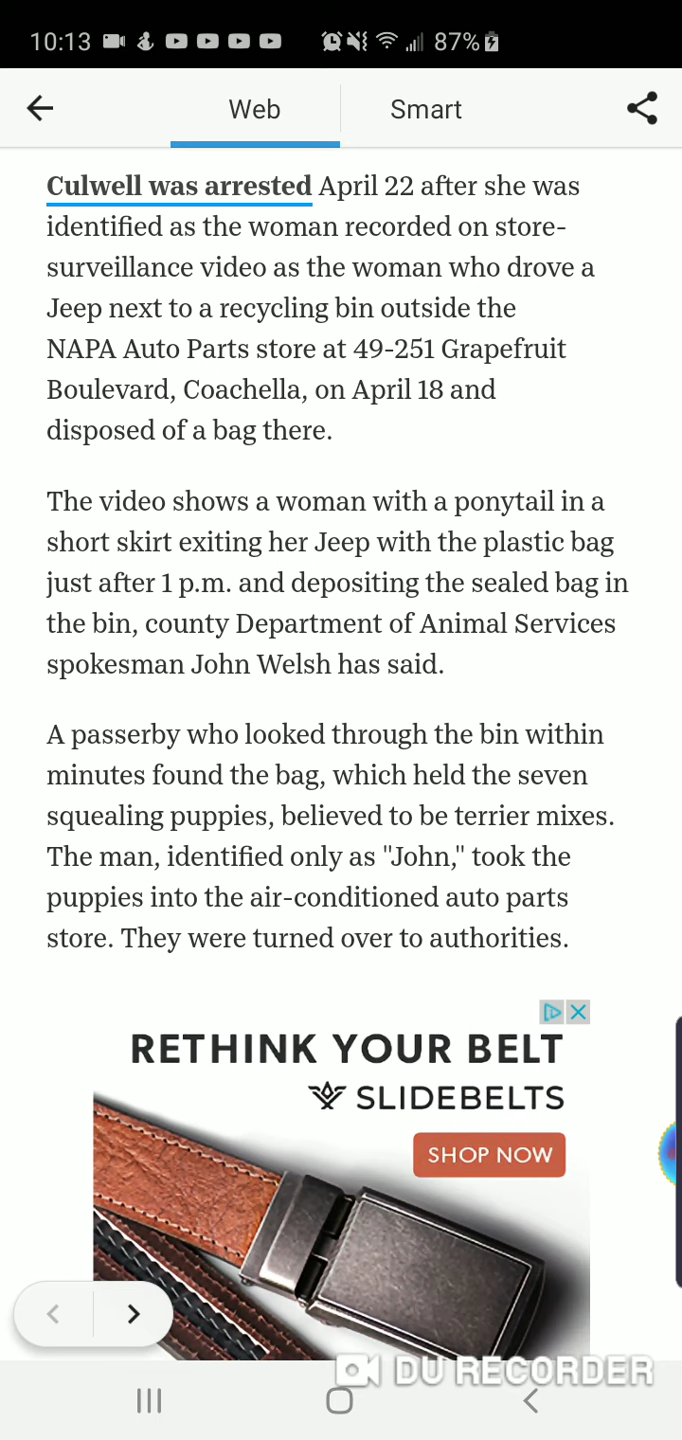 10:13
87%
Web
Smart
Culwell was arrested April 22 after she was
identified as the woman recorded on store-
surveillance video as the woman who drove a
Jeep next to a recycling bin outside the
NAPA Auto Parts store at 49-251 Grapefruit
Boulevard, Coachella, on April 18 and
disposed of a bag there.
The video shows a woman with a ponytail in a
short skirt exiting her Jeep with the plastic bag
just after 1 p.m. and depositing the sealed bag in
the bin, county Department of Animal Services
spokesman John Welsh has said.
A passerby who looked through the bin within
minutes found the bag, which held the seven
squealing puppies, believed to be terrier mixes.
The man, identified only as "John," took the
puppies into the air-conditioned auto parts
store. They were turned over to authorities.
RETHINK YOUR BELT
SLIDEBELTS
SHOP NOW
DU RECORDER